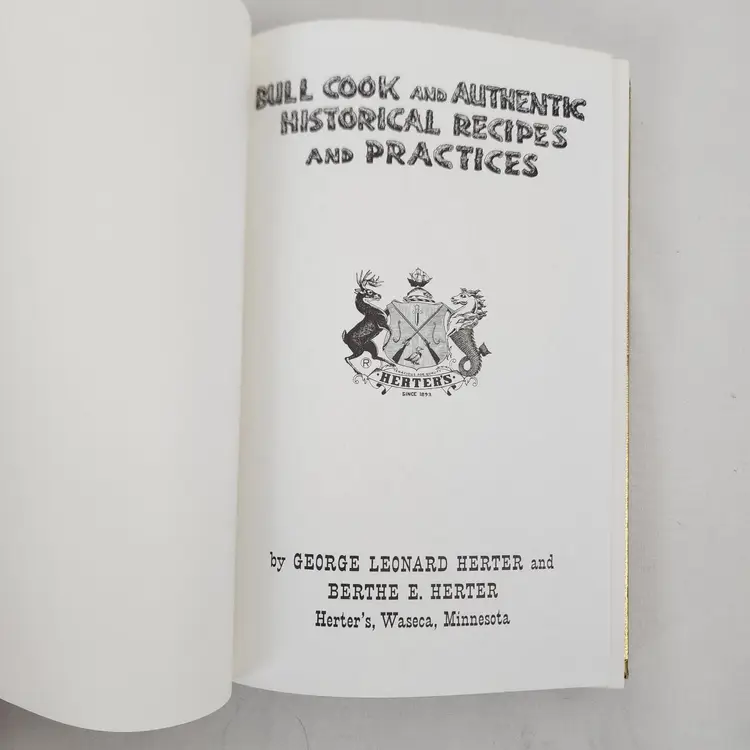 BULL COOK AND AUTHENTIC
HISTORICAL RECIPES
AND PRACTICES
R
HERTER'S
SINCE 1893
by GEORGE LEONARD HERTER and
BERTHE E. HERTER
Herter's, Waseca, Minnesota